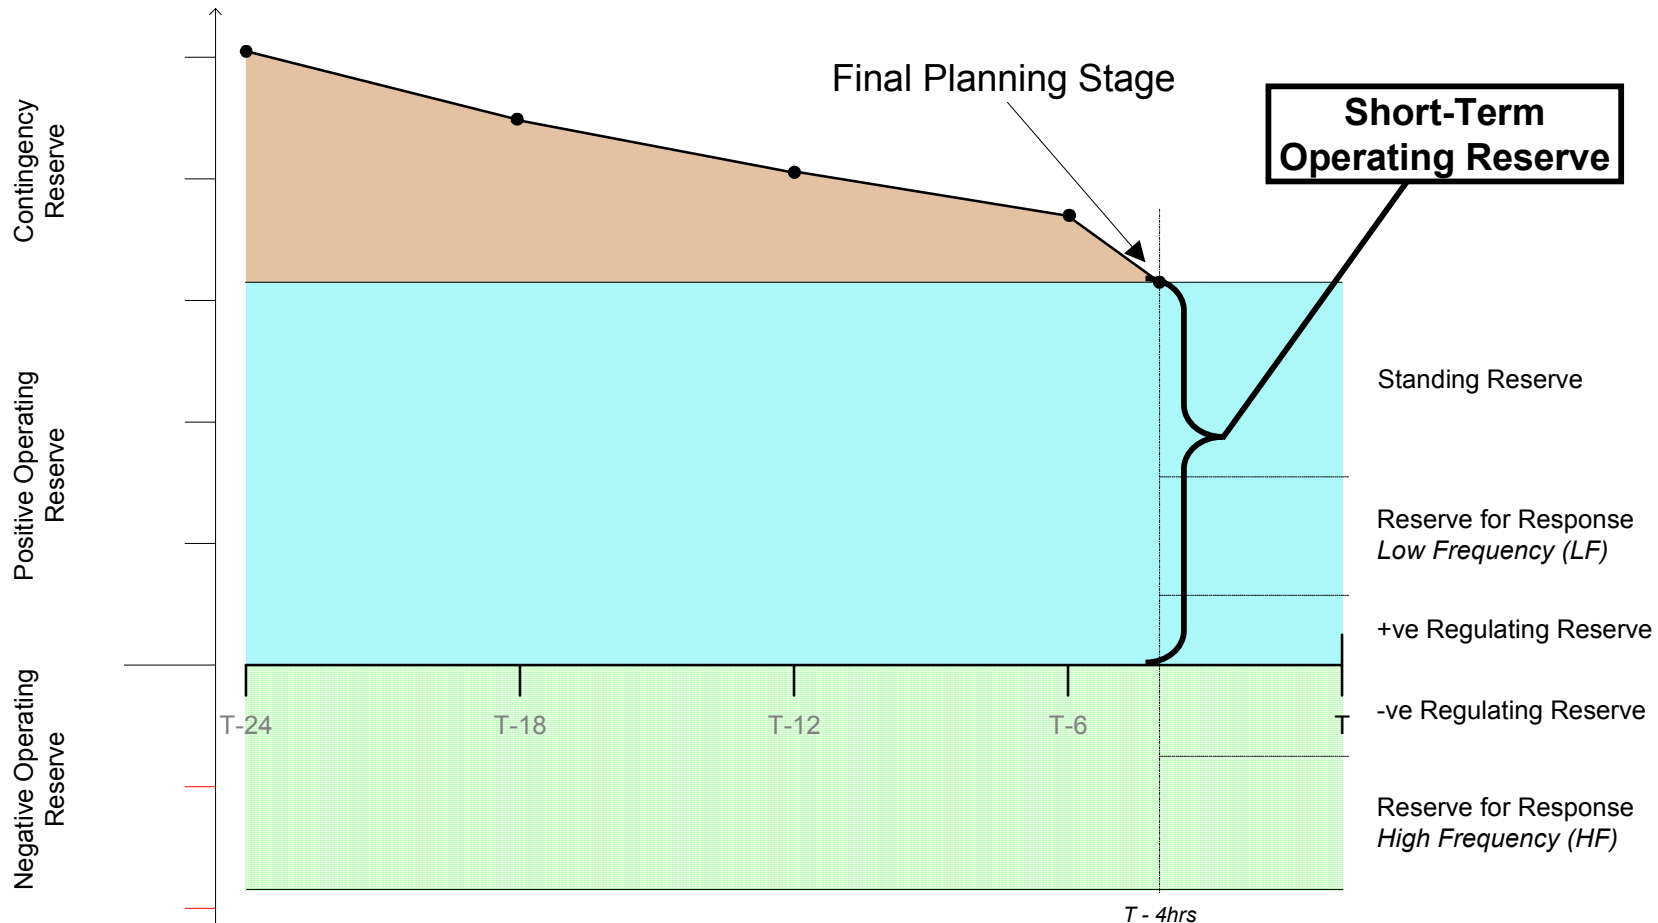 Contingency
Reserve
Positive Operating
Reserve
Negative Operating
Reserve
Final Planning Stage
Short-Term
Operating Reserve
Standing Reserve
Reserve for Response
Low Frequency (LF)
+ve Regulating Reserve
-ve Regulating Reserve
Reserve for Response
High Frequency (HF)
T-24
T-18
T-12
T-6
T
T - 4hrs